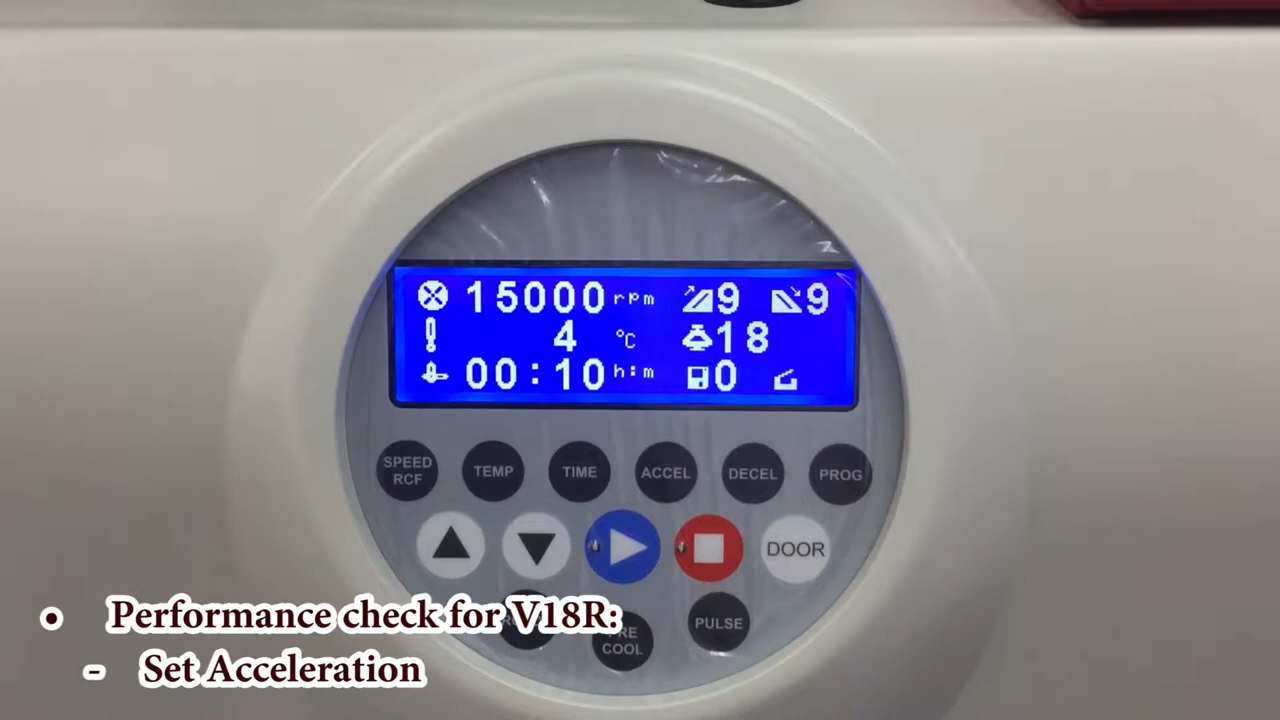 15000 rpm 9 9
4 °C 18
00:10 h:m 0
SPEED RCF TEMP TIME ACCEL DECEL PROG
DOOR
PULSE
COOL
• Performance check for V18R:
- Set Acceleration